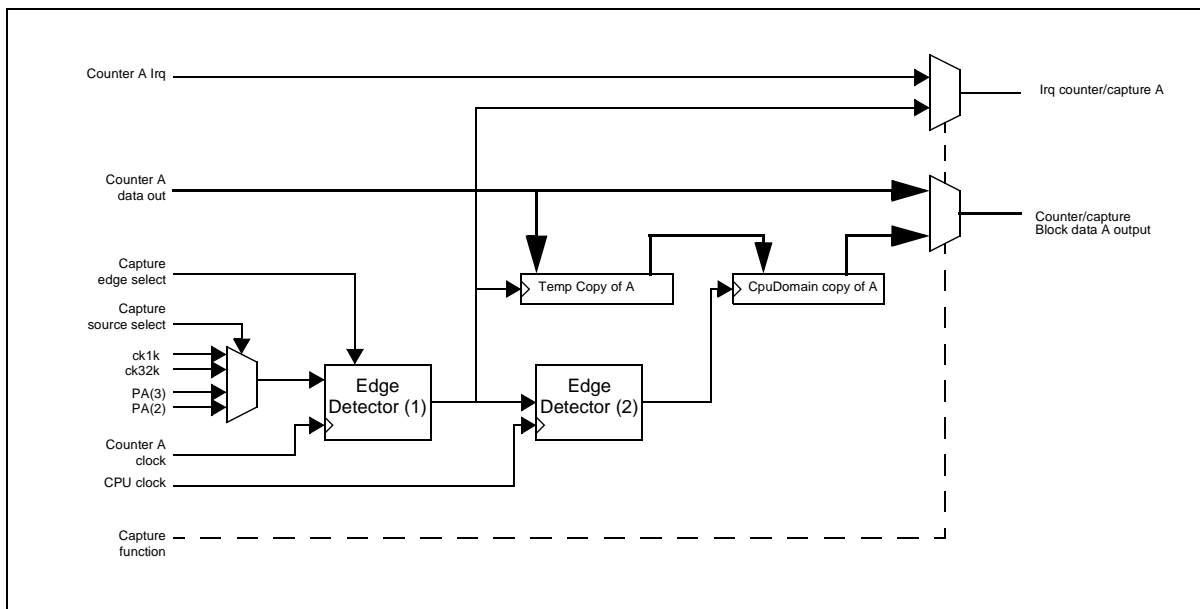 Counter A Irq
Irq counter/capture A
Counter A
data out
Counter/capture
Block data A output
Capture
edge select
Temp Copy of A
CpuDomain copy of A
Capture
source select
ck1k
ck32k
PA(3)
PA(2)
Edge
Detector (1)
Edge
Detector (2)
Counter A
clock
CPU clock
Capture
function